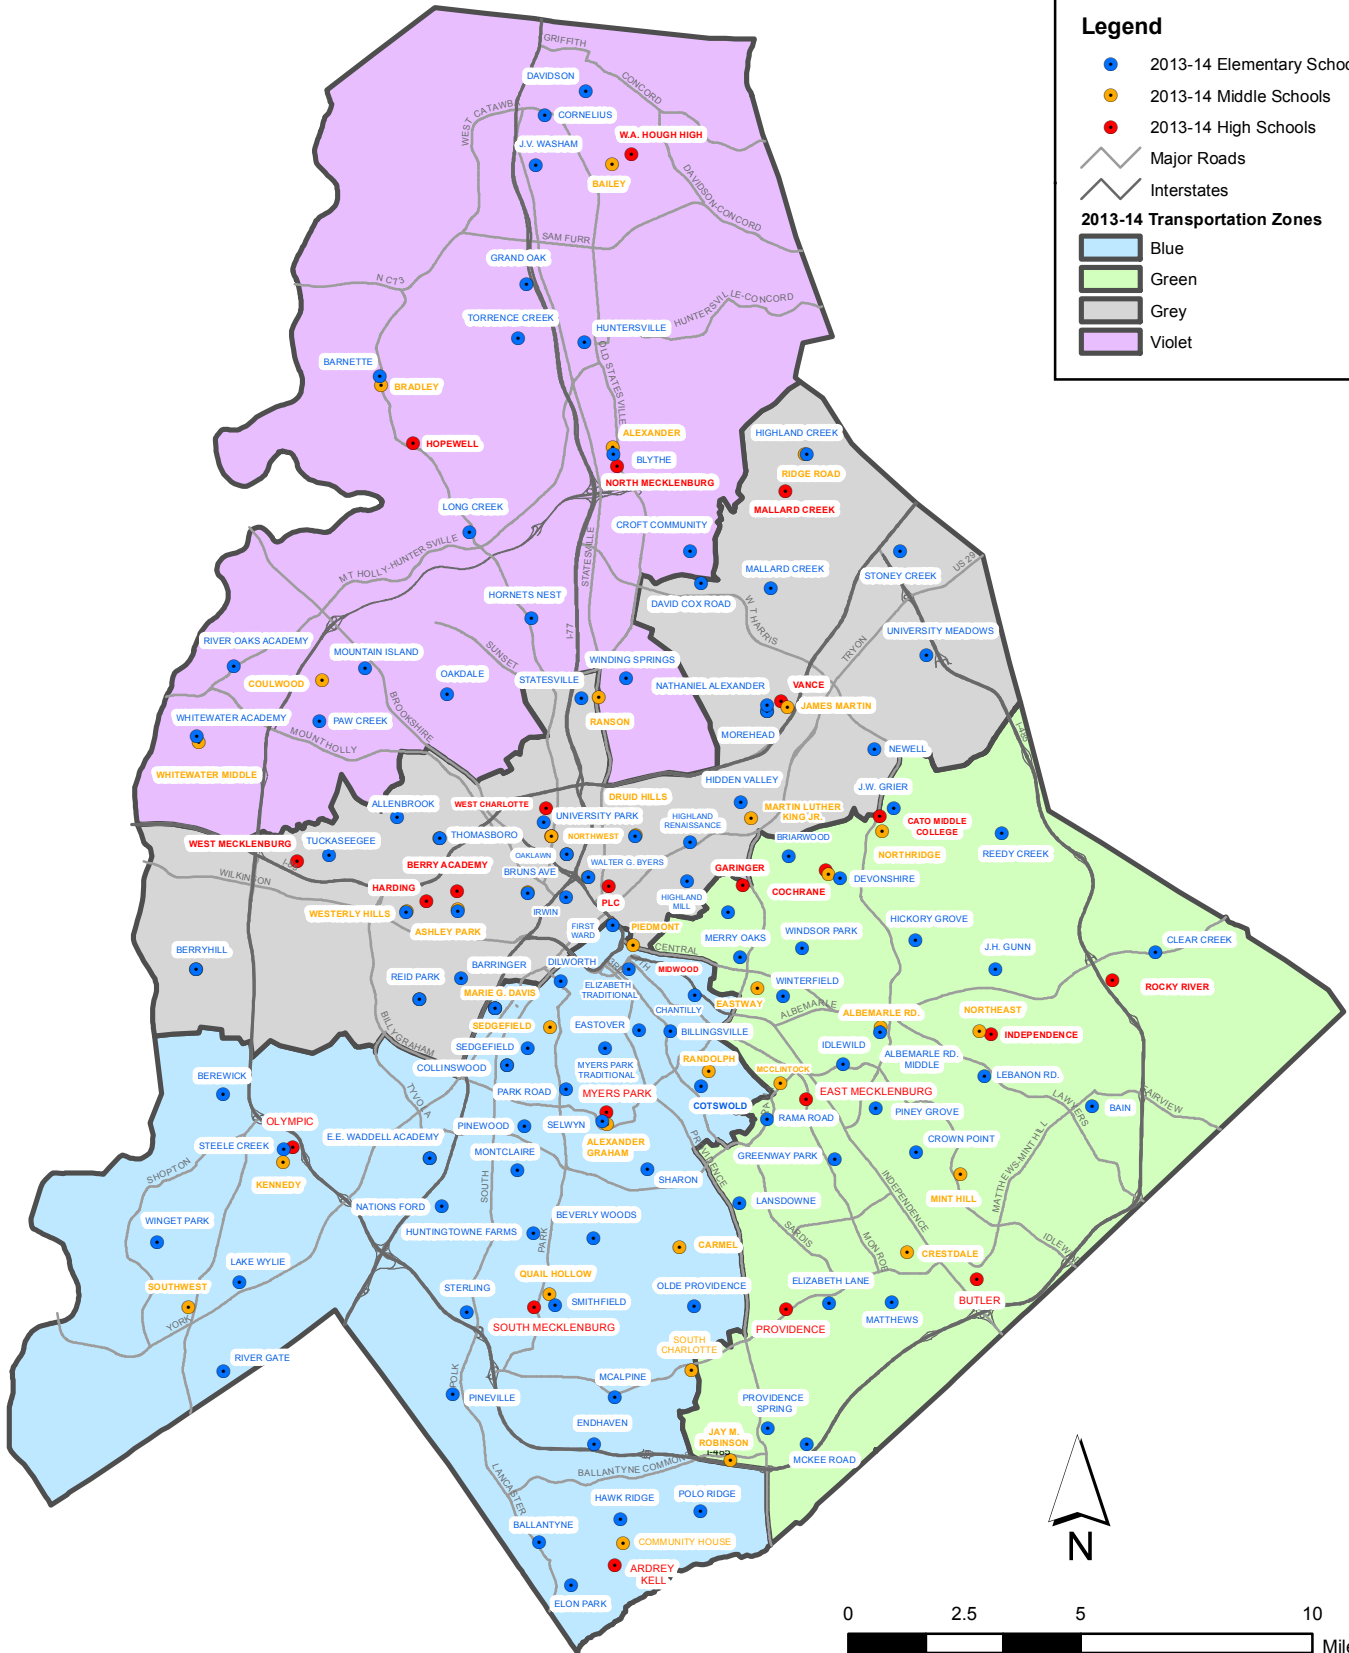 Legend
2013-14 Elementary Schoo
2013-14 Middle Schools
2013-14 High Schools
Major Roads
Interstates
2013-14 Transportation Zones
Blue
Green
Grey
Violet
GRIFFITH
DAVIDSON
CONCORD
WEST CATAWBA
CORNELIUS
W.A. HOUGH HIGH
J.V. WASHAM
BAILEY
DAVIDSON-CONCORD
SAM FURR
GRAND OAK
N CT3
HUNTERSVILLE-CONCORD
TORRENCE CREEK
HUNTERSVILLE
OLD STATESVILLE
BARNETTE
BRADLEY
HOPEWELL
ALEXANDER
BLYTHE
NORTH MECKLENBURG
HIGHLAND CREEK
RIDGE ROAD
MALLARD CREEK
LONG CREEK
CROFT COMMUNITY
MT HOLLY-HUNTERSVILLE
STATESVILLE
US 29
STONEY CREEK
MALLARD CREEK
DAVID COX ROAD
HORNETS NEST
W T HARRIS
I-77
TRYON
UNIVERSITY MEADOWS
RIVER OAKS ACADEMY
MOUNTAIN ISLAND
SUNSET
WINDING SPRINGS
COULWOOD
OAKDALE
STATESVILLE
NATHANIEL ALEXANDER
VANCE
JAMES MARTIN
BROOKSHIRE
RANSON
WHITEWATER ACADEMY
PAW CREEK
MOREHEAD
MOUNT HOLLY
I-485
NEWELL
WHITEWATER MIDDLE
HIDDEN VALLEY
J.W. GRIER
ALLENBROOK
WEST CHARLOTTE
DRUID HILLS
MARTIN LUTHER
KING JR.
UNIVERSITY PARK
HIGHLAND
RENAISSANCE
CATO MIDDLE
COLLEGE
WEST MECKLENBURG
TUCKASEEGEE
THOMASBORO
NORTHWEST
BRIARWOOD
NORTHRIDGE
REEDY CREEK
I-85
OAKLAWN
WALTER G. BYERS
BERRY ACADEMY
BRUNS AVE
GARINGER
WILKINSON
HARDING
COCHRANE
DEVONSHIRE
PLC
HIGHLAND
MILL
WESTERLY HILLS
IRWIN
ASHLEY PARK
FIRST
WARD
PIEDMONT
HICKORY GROVE
WINDSOR PARK
MERRY OAKS
CENTRAL
CLEAR CREEK
BERRYHILL
J.H. GUNN
BARRINGER
DILWORTH
MIDWOOD
REID PARK
ELIZABETH
TRADITIONAL
WINTERFIELD
ROCKY RIVER
MARIE G. DAVIS
EASTWAY
CHANTILLY
ALBEMARLE
ALBEMARLE RD.
NORTHEAST
BILLYGRAHAM
SEDGEFIELD
EASTOVER
BILLINGSVILLE
INDEPENDENCE
SEDGEFIELD
IDLEWILD
ALBEMARLE RD.
MIDDLE
COLLINSWOOD
MYERS PARK
TRADITIONAL
RANDOLPH
MCCLINTOCK
LEBANON RD.
BEREWICK
TYVOLA
PARK ROAD
MYERS PARK
COTSWOLD
EAST MECKLENBURG
FAIRVIEW
LAWYERS
BAIN
PINEY GROVE
RAMA ROAD
OLYMPIC
PINEWOOD
SELWYN
E.E. WADDELL ACADEMY
STEELE CREEK
ALEXANDER
GRAHAM
CROWN POINT
MATTHEWS-MINT HILL
MONTCLAIRE
PROVIDENCE
GREENWAY PARK
SHOPTON
KENNEDY
SHARON
INDEPENDENCE
MINT HILL
SOUTH
NATIONS FORD
LANSDOWNE
WINGET PARK
BEVERLY WOODS
HUNTINGTOWNE FARMS
SARDIS
PARK
CARMEL
MONROE
CRESTDALE
LAKE WYLIE
QUAIL HOLLOW
SOUTHWEST
STERLING
OLDE PROVIDENCE
ELIZABETH LANE
SMITHFIELD
BUTLER
YORK
SOUTH MECKLENBURG
MATTHEWS
PROVIDENCE
SOUTH
CHARLOTTE
RIVER GATE
POLK
MCALPINE
PINEVILLE
PROVIDENCE
SPRING
ENDHAVEN
JAY M.
ROBINSON
I-485
MCKEE ROAD
LANCASTER
BALLANTYNE COMMONS
HAWK RIDGE
POLO RIDGE
BALLANTYNE
COMMUNITY HOUSE
ARDREY
KELL
ELON PARK
N
0 2.5 5 10
Mile